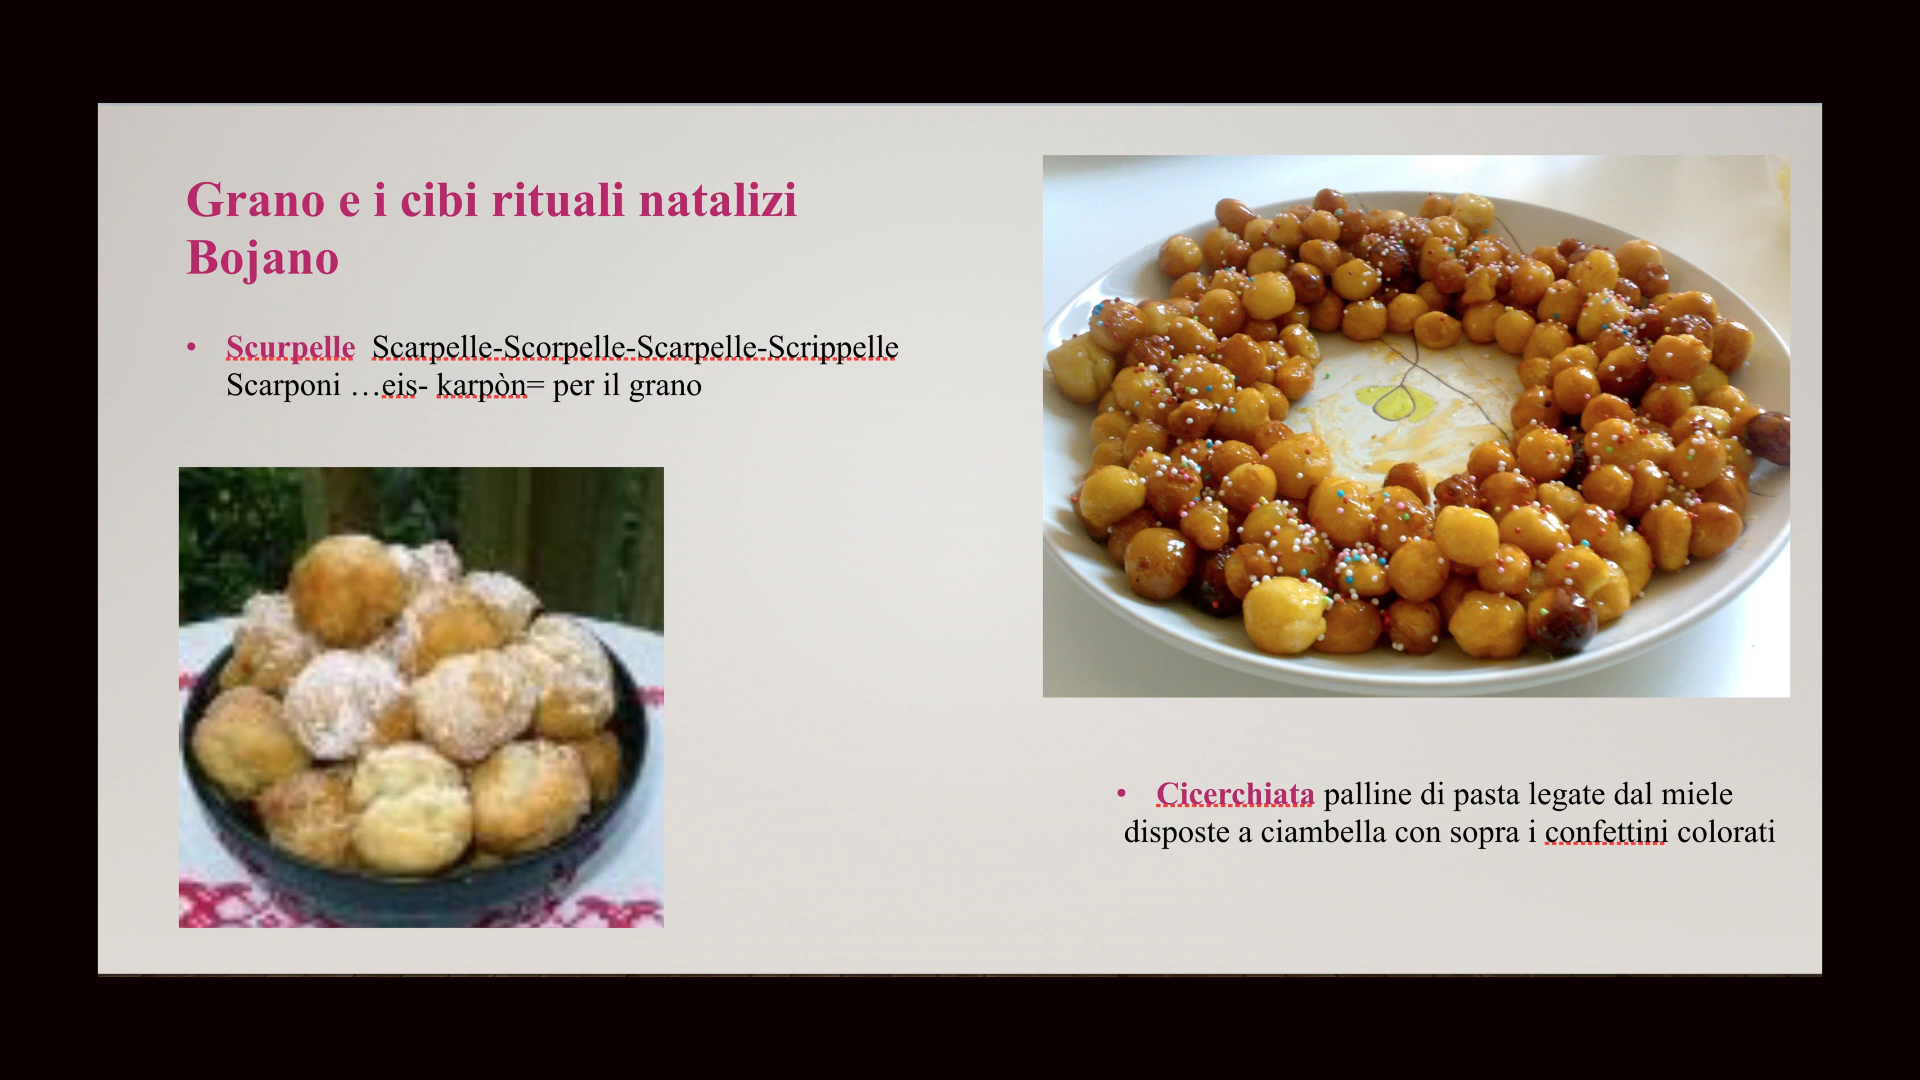 Grano e i cibi rituali natalizi
Bojano
• Scurpelle Scarpelle-Scorpelle-Scarpelle-Scrippelle
Scarponi …eis- karpòn= per il grano
• Cicerchiata palline di pasta legate dal miele
disposte a ciambella con sopra i confettini colorati